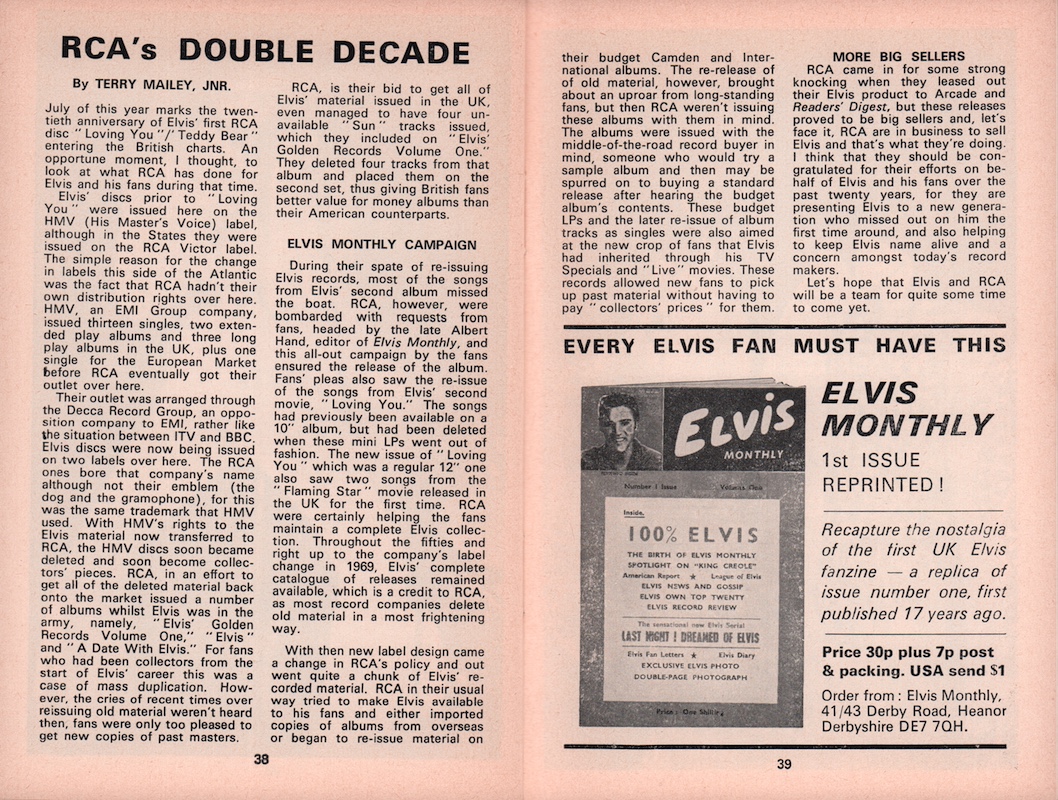 RCA's DOUBLE DECADE
By TERRY MAILEY, JNR.
July of this year marks the twen-
tieth anniversary of Elvis' first RCA
disc "Loving You"/'Teddy Bear"
entering the British charts. An
opportune moment, I thought, to
look at what RCA has done for
Elvis and his fans during that time.
Elvis' discs prior to "Loving
You" were issued here on the
HMV (His Master's Voice) label,
although in the States they were
issued on the RCA Victor label.
The simple reason for the change
in labels this side of the Atlantic
was the fact that RCA hadn't their
own distribution rights over here.
HMV, an EMI Group company,
issued thirteen singles, two exten-
ded play albums and three long
play albums in the UK, plus one
single for the European Market
before RCA eventually got their
outlet over here.
Their outlet was arranged through
the Decca Record Group, an oppo-
sition company to EMI, rather like
the situation between ITV and BBC.
Elvis discs were now being issued
on two labels over here. The RCA
ones bore that company's name
although not their emblem (the
dog and the gramophone), for this
was the same trademark that HMV
used. With HMV's rights to the
Elvis material now transferred to
RCA, the HMV discs soon became
deleted and soon become collec-
tors' pieces. RCA, in an effort to
get all of the deleted material back
onto the market issued a number
of albums whilst Elvis was in the
army, namely, "Elvis' Golden
Records Volume One," "Elvis"
and "A Date With Elvis." For fans
who had been collectors from the
start of Elvis' career this was a
case of mass duplication. How-
ever, the cries of recent times over
reissuing old material weren't heard
then, fans were only too pleased to
get new copies of past masters.
RCA, is their bid to get all of
Elvis' material issued in the UK,
even managed to have four un-
available "Sun" tracks issued,
which they included on "Elvis'
Golden Records Volume One."
They deleted four tracks from that
album and placed them on the
second set, thus giving British fans
better value for money albums than
their American counterparts.
ELVIS MONTHLY CAMPAIGN
During their spate of re-issuing
Elvis records, most of the songs
from Elvis' second album missed
the boat. RCA, however, were
bombarded with requests from
fans, headed by the late Albert
Hand, editor of Elvis Monthly, and
this all-out campaign by the fans
ensured the release of the album.
Fans' pleas also saw the re-issue
of the songs from Elvis' second
movie, "Loving You." The songs
had previously been available on a
10" album, but had been deleted
when these mini LPs went out of
fashion. The new issue of "Loving
You" which was a regular 12" one
also saw two songs from the
"Flaming Star" movie released in
the UK for the first time. RCA
were certainly helping the fans
maintain a complete Elvis collec-
tion. Throughout the fifties and
right up to the company's label
change in 1969, Elvis' complete
catalogue of releases remained
available, which is a credit to RCA,
as most record companies delete
old material in a most frightening
way.
With then new label design came
a change in RCA's policy and out
went quite a chunk of Elvis' re-
corded material. RCA in their usual
way tried to make Elvis available
to his fans and either imported
copies of albums from overseas
or began to re-issue material on
38
their budget Camden and Inter-
national albums. The re-release of
of old material, however, brought
about an uproar from long-standing
fans, but then RCA weren't issuing
these albums with them in mind.
The albums were issued with the
middle-of-the-road record buyer in
mind, someone who would try a
sample album and then may be
spurred on to buying a standard
release after hearing the budget
album's contents. These budget
LPs and the later re-issue of album
tracks as singles were also aimed
at the new crop of fans that Elvis
had inherited through his TV
Specials and "Live" movies. These
records allowed new fans to pick
up past material without having to
pay "collectors' prices" for them.
MORE BIG SELLERS
RCA came in for some strong
knocking when they leased out
their Elvis product to Arcade and
Readers' Digest, but these releases
proved to be big sellers and, let's
face it, RCA are in business to sell
Elvis and that's what they're doing.
I think that they should be con-
gratulated for their efforts on be-
half of Elvis and his fans over the
past twenty years, for they are
presenting Elvis to a new genera-
tion who missed out on him the
first time around, and also helping
to keep Elvis name alive and a
concern amongst today's record
makers.
Let's hope that Elvis and RCA
will be a team for quite some time
to come yet.
EVERY ELVIS FAN MUST HAVE THIS
Elvis
MONTHLY
Number 1 Issue
Volume One
Inside.
100% ELVIS
THE BIRTH OF ELVIS MONTHLY
SPOTLIGHT ON "KING CREOLE"
American Report ★ League of Elvis
ELVIS NEWS AND GOSSIP
ELVIS OWN TOP TWENTY
ELVIS RECORD REVIEW
The sensational new Elvis Serial
LAST NIGHT I DREAMED OF ELVIS
Elvis Fan Letters ★ Elvis Diary
EXCLUSIVE ELVIS PHOTO
DOUBLE-PAGE PHOTOGRAPH
Price: One Shilling
ELVIS
MONTHLY
1st ISSUE
REPRINTED!
Recapture the nostalgia
of the first UK Elvis
fanzine — a replica of
issue number one, first
published 17 years ago.
Price 30p plus 7p post
& packing. USA send $1
Order from: Elvis Monthly,
41/43 Derby Road, Heanor
Derbyshire DE7 7QH.
39